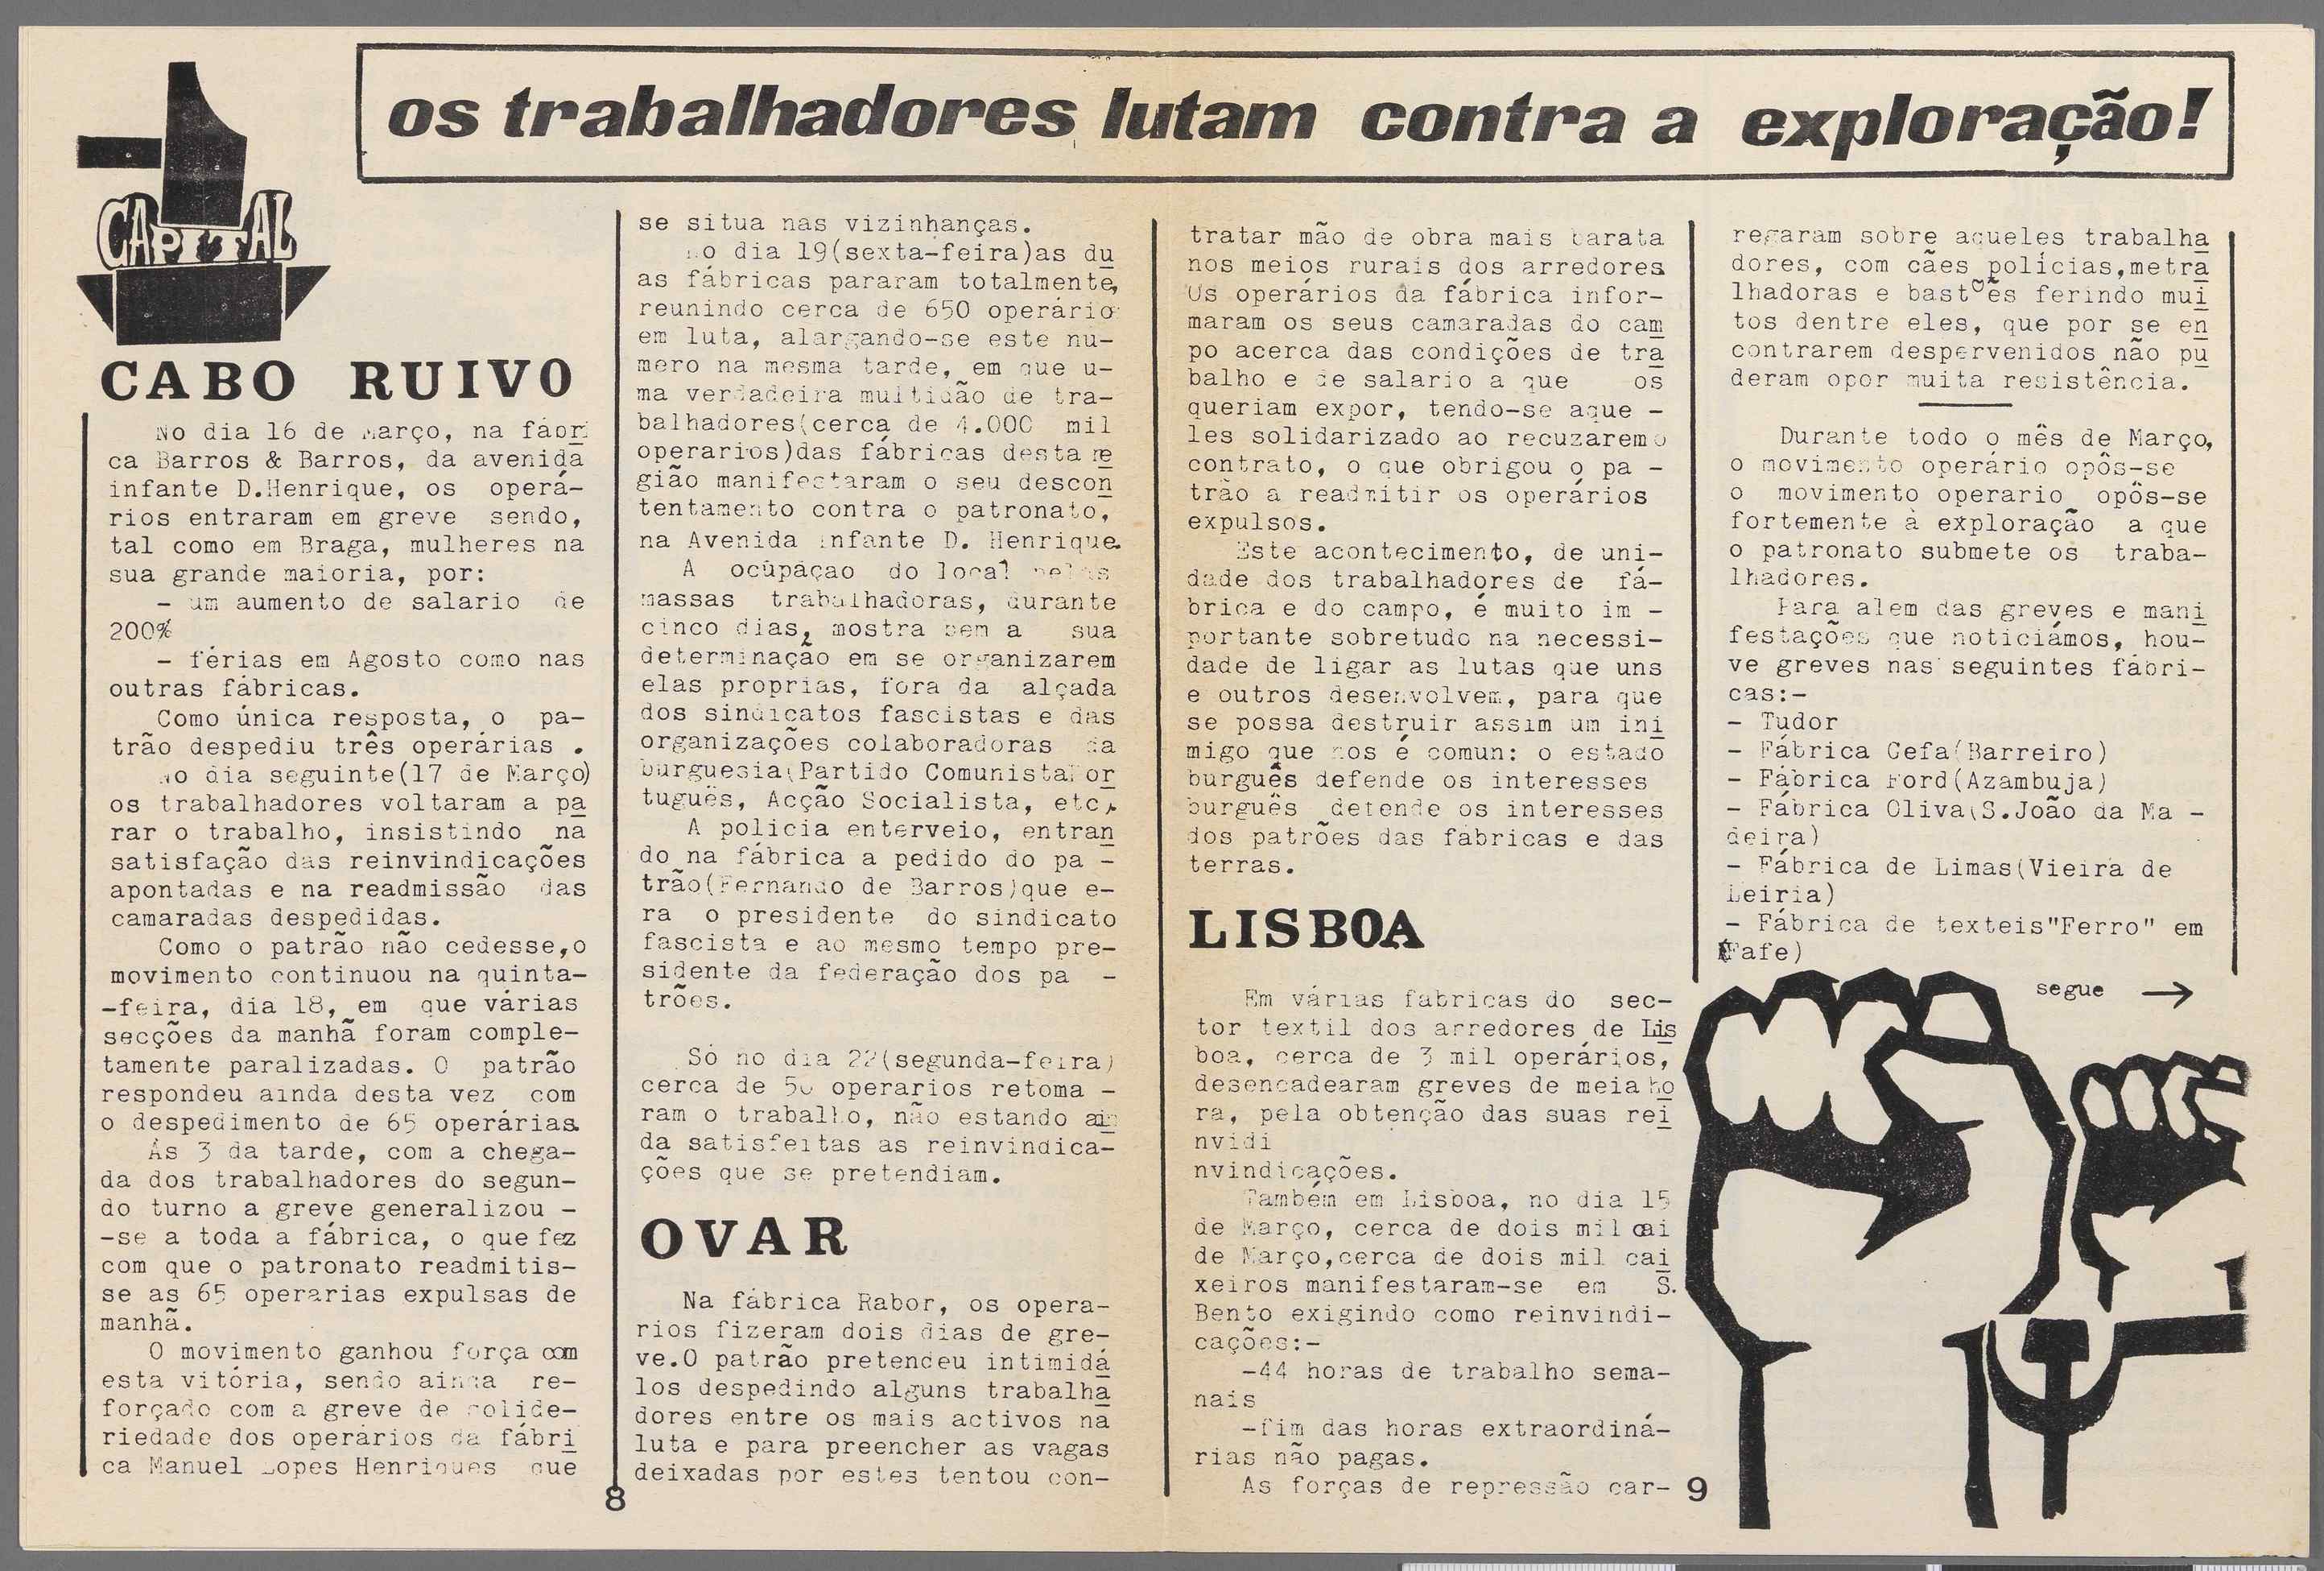 os trabalhadores lutam contra a exploração!
CAPITAL
CABO RUIVO
No dia 16 de Março, na fábri
ca Barros & Barros, da avenida
infante D.Henrique, os operá-
rios entraram em greve sendo,
tal como em Braga, mulheres na
sua grande maioria, por:
- um aumento de salario de
200%
- férias em Agosto como nas
outras fábricas.
Como única resposta, o pa-
trão despediu três operárias .
No dia seguinte(17 de Março)
os trabalhadores voltaram a pa
rar o trabalho, insistindo na
satisfação das reinvindicações
apontadas e na readmissão das
camaradas despedidas.
Como o patrão não cedesse,o
movimento continuou na quinta-
-feira, dia 18, em que várias
secções da manhã foram comple-
tamente paralizadas. O patrão
respondeu ainda desta vez com
o despedimento de 65 operárias.
Ás 3 da tarde, com a chega-
da dos trabalhadores do segun-
do turno a greve generalizou -
-se a toda a fábrica, o que fez
com que o patronato readmitis-
se as 65 operarias expulsas de
manhã.
O movimento ganhou força com
esta vitória, sendo ainda re-
forçado com a greve de solide-
riedade dos operários da fábri
ca Manuel Lopes Henriques que
8
se situa nas vizinhanças.
No dia 19(sexta-feira)as du
as fábricas pararam totalmente,
reunindo cerca de 650 operário
em luta, alargando-se este nu-
mero na mesma tarde, em que u-
ma verdadeira multidão de tra-
balhadores(cerca de 4.000 mil
operarios)das fábricas desta re
gião manifestaram o seu descon
tentamento contra o patronato,
na Avenida infante D. Henrique.
A ocupação do local pelas
massas trabalhadoras, durante
cinco dias, mostra bem a sua
determinação em se organizarem
elas proprias, fora da alçada
dos sindicatos fascistas e das
organizações colaboradoras da
burguesia(Partido Comunista Por
tuguês, Acção Socialista, etc.
A policia enterveio, entran
do na fábrica a pedido do pa -
trão(Fernando de Barros)que e-
ra o presidente do sindicato
fascista e ao mesmo tempo pre-
sidente da federação dos pa -
trões.
Só no dia 22(segunda-feira)
cerca de 50 operarios retoma -
ram o trabalho, não estando ain
da satisfeitas as reinvindica-
ções que se pretendiam.
OVAR
Na fábrica Rabor, os opera-
rios fizeram dois dias de gre-
ve.O patrão pretendeu intimidá
los despedindo alguns trabalha
dores entre os mais activos na
luta e para preencher as vagas
deixadas por estes tentou con-
tratar mão de obra mais barata
nos meios rurais dos arredores
Os operários da fábrica infor-
maram os seus camaradas do cam
po acerca das condições de tra
balho e de salario a que os
queriam expor, tendo-se aque -
les solidarizado ao recuzaremo
contrato, o que obrigou o pa -
trão a readmitir os operários
expulsos.
Este acontecimento, de uni-
dade dos trabalhadores de fá-
brica e do campo, é muito im -
portante sobretudo na necessi-
dade de ligar as lutas que uns
e outros desenvolvem, para que
se possa destruir assim um ini
migo que nos é comun: o estado
burguês defende os interesses
burguês defende os interesses
dos patrões das fábricas e das
terras.
LISBOA
Em várias fabricas do sec-
tor textil dos arredores de Lis
boa, cerca de 3 mil operários,
desencadearam greves de meia ho
ra, pela obtenção das suas rei
nvidi
nvindicações.
Também em Lisboa, no dia 15
de Março, cerca de dois mil cai
de Março,cerca de dois mil cai
xeiros manifestaram-se em S.
Bento exigindo como reinvindi-
cações:-
-44 horas de trabalho sema-
nais
-fim das horas extraordiná-
rias não pagas.
As forças de repressão car-
9
regaram sobre aqueles trabalha
dores, com cães polícias,metra
lhadoras e bastões ferindo mui
tos dentre eles, que por se en
contrarem despervenidos não pu
deram opor muita resistência.
Durante todo o mês de Março,
o movimento operário opôs-se
o movimento operario opôs-se
fortemente à exploração a que
o patronato submete os traba-
lhadores.
Para alem das greves e mani
festações que noticiámos, hou-
ve greves nas seguintes fábri-
cas:-
- Tudor
- Fábrica Gefa(Barreiro)
- Fábrica Ford(Azambuja)
- Fábrica Oliva(S.João da Ma -
deira)
- Fábrica de Limas(Vieira de
Leiria)
- Fábrica de texteis"Ferro" em
(Fafe)
segue →